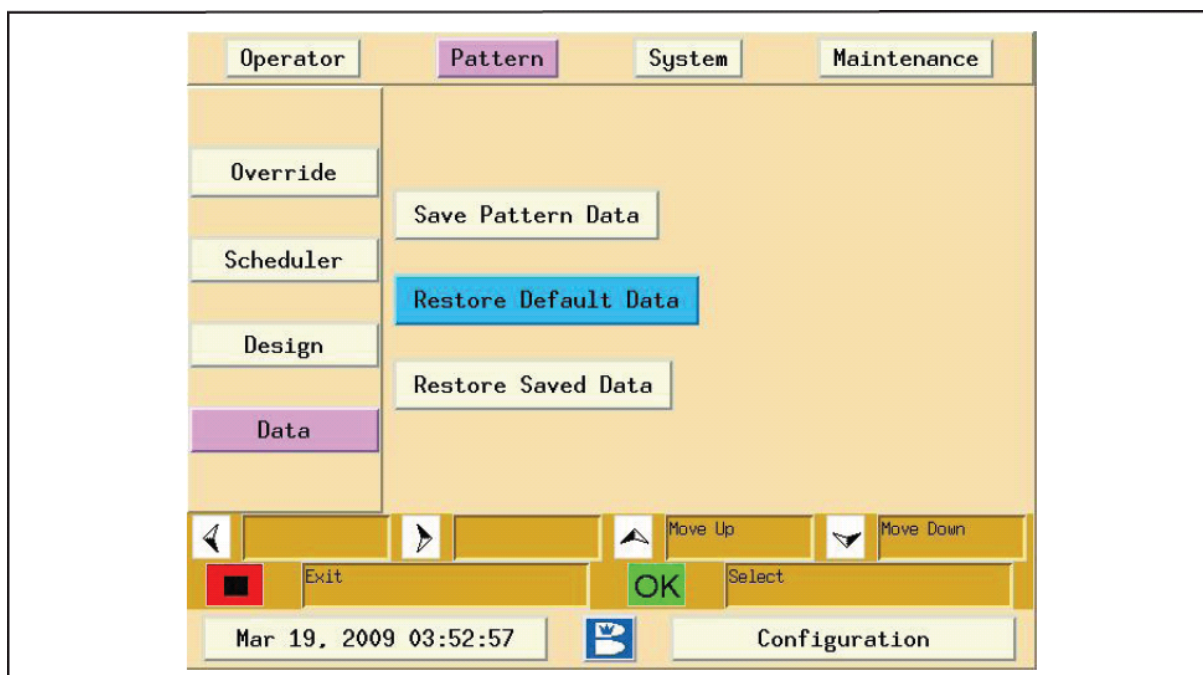 Operator Pattern System Maintenance
Override
Save Pattern Data
Scheduler
Restore Default Data
Design
Restore Saved Data
Data
Move Up Move Down
Exit OK Select
Mar 19, 2009 03:52:57 Configuration